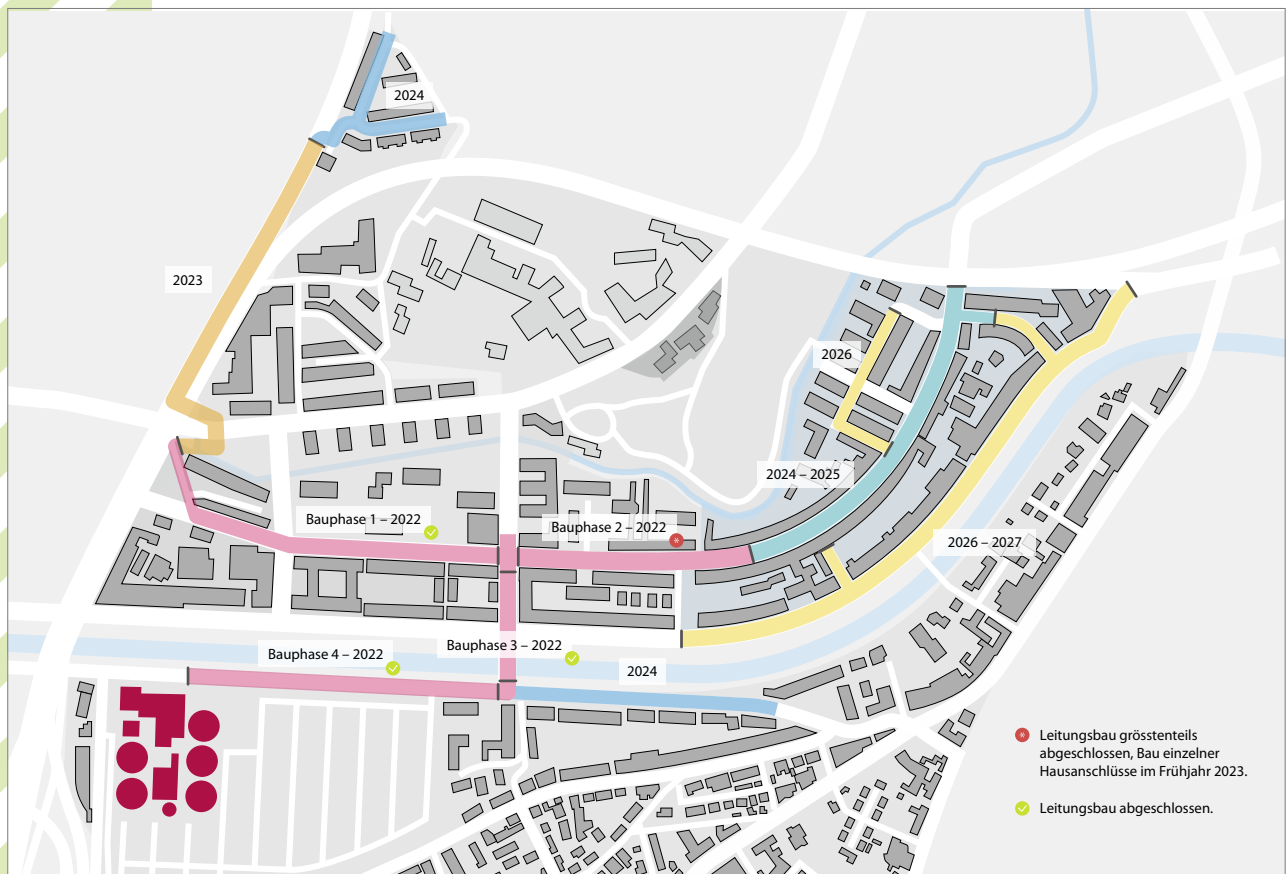 2024
2023
2026
2024 – 2025
Bauphase 1 – 2022
Bauphase 2 – 2022
2026 – 2027
Bauphase 3 – 2022
Bauphase 4 – 2022
2024
Leitungsbau grösstenteils
abgeschlossen, Bau einzelner
Hausanschlüsse im Frühjahr 2023.
Leitungsbau abgeschlossen.